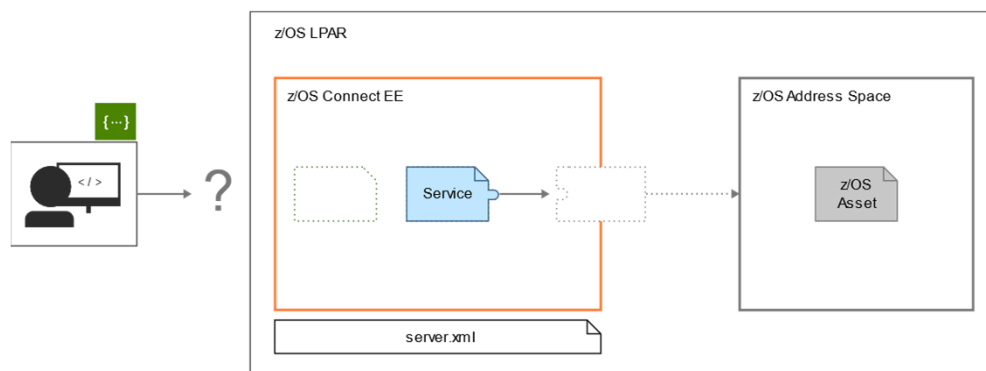 z/OS LPAR
z/OS Connect EE
z/OS Address Space
{...}
</>
?
Service
z/OS
Asset
server.xml